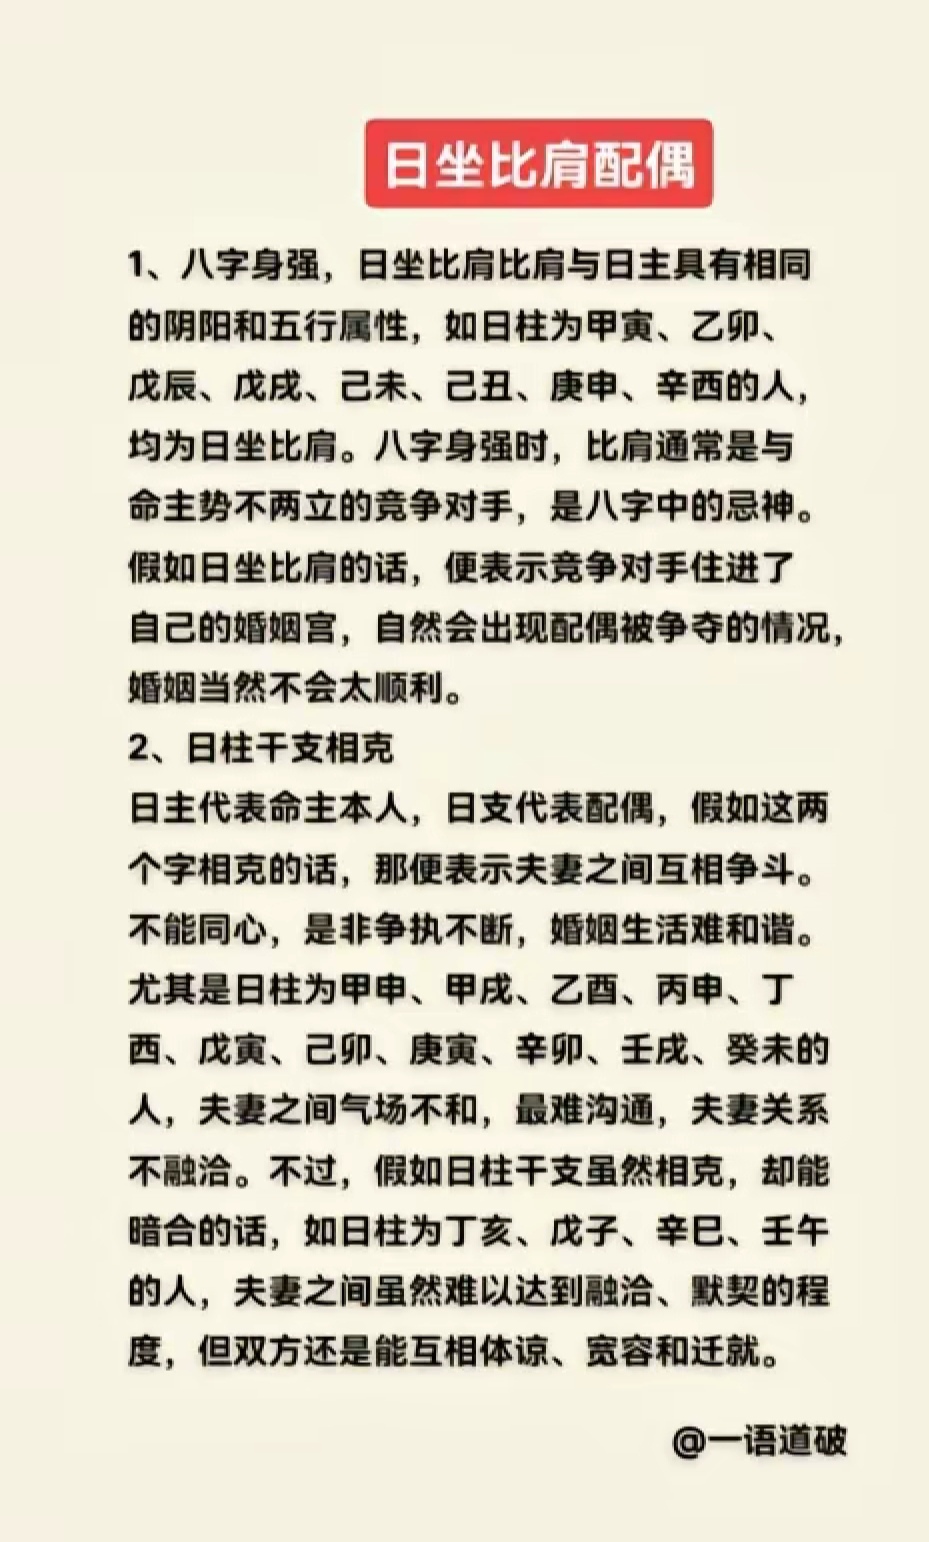 日坐比肩配偶
1、八字身强，日坐比肩比肩与日主具有相同
的阴阳和五行属性，如日柱为甲寅、乙卯、
戊辰、戊戌、己未、己丑、庚申、辛西的人，
均为日坐比肩。八字身强时，比肩通常是与
命主势不两立的竞争对手，是八字中的忌神。
假如日坐比肩的话，便表示竞争对手住进了
自己的婚姻宫，自然会出现配偶被争夺的情况，
婚姻当然不会太顺利。
2、日柱干支相克
日主代表命主本人，日支代表配偶，假如这两
个字相克的话，那便表示夫妻之间互相争斗。
不能同心，是非争执不断，婚姻生活难和谐。
尤其是日柱为甲申、甲戌、乙酉、丙申、丁
西、戊寅、己卯、庚寅、辛卯、壬戌、癸未的
人，夫妻之间气场不和，最难沟通，夫妻关系
不融洽。不过，假如日柱干支虽然相克，却能
暗合的话，如日柱为丁亥、戊子、辛巳、壬午
的人，夫妻之间虽然难以达到融洽、默契的程
度，但双方还是能互相体谅、宽容和迁就。
@一语道破